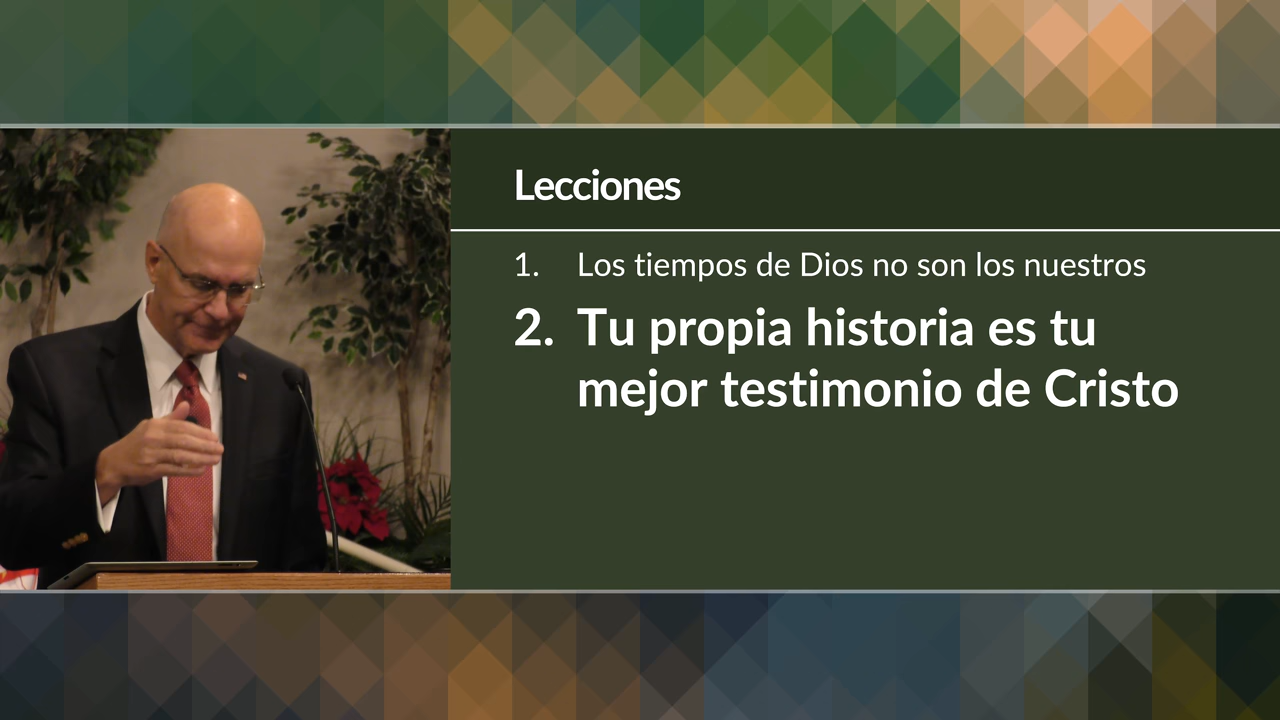 Lecciones
1. Los tiempos de Dios no son los nuestros
2. Tu propia historia es tu
mejor testimonio de Cristo